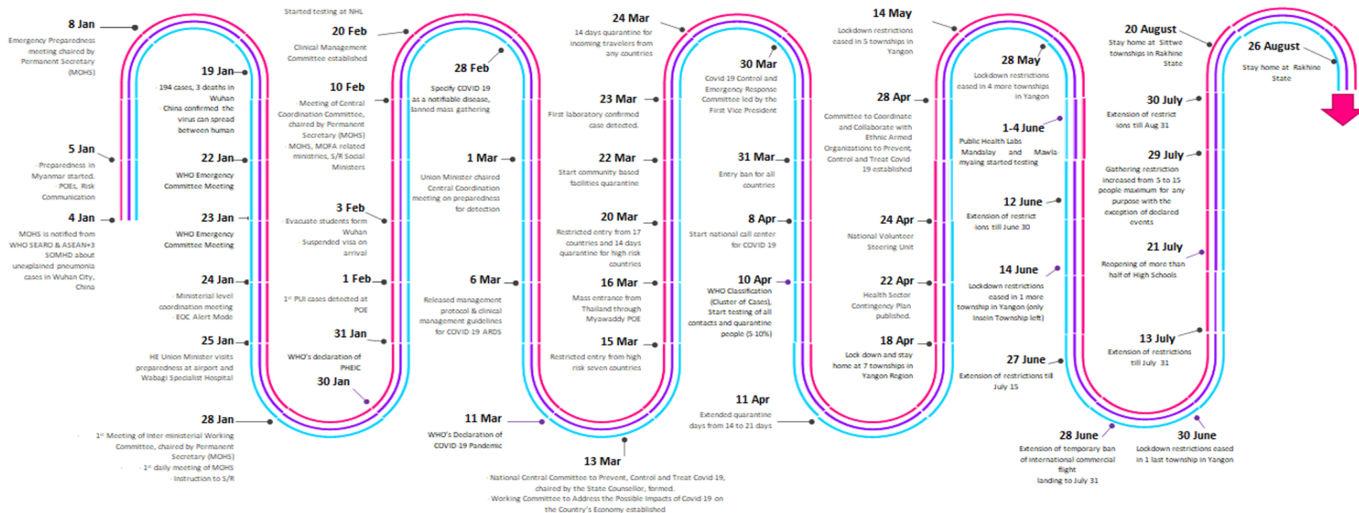 8 Jan
Emergency Preparedness
meeting chaired by
Permanent Secretary
(MOHS)
5 Jan
· Preparedness in
Myanmar started.
· POEs, Risk
Communication
4 Jan
MOHS is notified from
WHO SEARO & ASEAN+3
SOMHD about
unexplained pneumonia
cases in Wuhan City,
China
19 Jan
· 194 cases, 3 deaths in
Wuhan
· China confirmed the
virus can spread
between human
22 Jan
WHO Emergency
Committee Meeting
23 Jan
WHO Emergency
Committee Meeting
24 Jan
· Ministerial level
coordination meeting
· EOC Alert Mode
25 Jan
HE Union Minister visits
preparedness at airport and
Wabagi Specialist Hospital
28 Jan
· 1st Meeting of Inter ministerial Working
Committee, chaired by Permanent
Secretary (MOHS)
· 1st daily meeting of MOHS
· Instruction to S/R
Started testing at NHL
20 Feb
Clinical Management
Committee established
10 Feb
· Meeting of Central
Coordination Committee,
chaired by Permanent
Secretary (MOHS)
· MOHS, MOFA related
ministries, S/R Social
Ministers
3 Feb
· Evacuate students form
Wuhan
· Suspended visa on
arrival
1 Feb
1st PUI cases detected at
POE
31 Jan
WHO's declaration of
PHEIC
30 Jan
28 Feb
Specify COVID 19
as a notifiable disease,
banned mass gathering
1 Mar
Union Minister chaired
Central Coordination
meeting on preparedness
for detection
6 Mar
Released management
protocol & clinical
management guidelines
for COVID 19 ARDS
11 Mar
WHO's Declaration of
COVID 19 Pandemic
13 Mar
· National Central Committee to Prevent, Control and Treat Covid 19,
chaired by the State Counsellor, formed.
· Working Committee to Address the Possible Impacts of Covid 19 on
the Country's Economy established
24 Mar
14 days quarantine for
incoming travelers from
any countries
23 Mar
First laboratory confirmed
case detected.
22 Mar
Start community based
facilities quarantine
20 Mar
Restricted entry from 17
countries and 14 days
quarantine for high risk
countries
16 Mar
Mass entrance from
Thailand through
Myawaddy POE
15 Mar
Restricted entry from high
risk seven countries
30 Mar
Covid 19 Control and
Emergency Response
Committee led by the
First Vice President
31 Mar
Entry ban for all
countries
8 Apr
Start national call center
for COVID 19
10 Apr
WHO Classification
(Cluster of Cases),
Start testing of all
contacts and quarantine
people (5 10%)
11 Apr
Extended quarantine
days from 14 to 21 days
14 May
Lockdown restrictions
eased in 5 townships in
Yangon
28 Apr
Committee to Coordinate
and Collaborate with
Ethnic Armed
Organizations to Prevent,
Control and Treat Covid
19 established
24 Apr
National Volunteer
Steering Unit
22 Apr
Health Sector
Contingency Plan
published.
18 Apr
Lock down and stay
home at 7 townships in
Yangon Region
28 May
Lockdown restrictions
eased in 4 more townships
in Yangon
1-4 June
Public Health Labs
Mandalay and Mawla-
myaing started testing
12 June
Extension of restrict
ions till June 30
14 June
Lockdown restrictions
eased in 1 more
township in Yangon (only
Insein Township left)
27 June
Extension of restrictions till
July 15
28 June
Extension of temporary ban
of international commercial
flight
landing to July 31
30 June
Lockdown restrictions eased
in 1 last township in Yangon
20 August
Stay home at Sittwe
townships in Rakhine
State
30 July
Extension of restrict
ions till Aug 31
29 July
Gathering restriction
increased from 5 to 15
people maximum for any
purpose with the
exception of declared
events
21 July
Reopening of more than
half of High Schools
13 July
Extension of restrictions
till July 31
26 August
Stay home at Rakhine
State